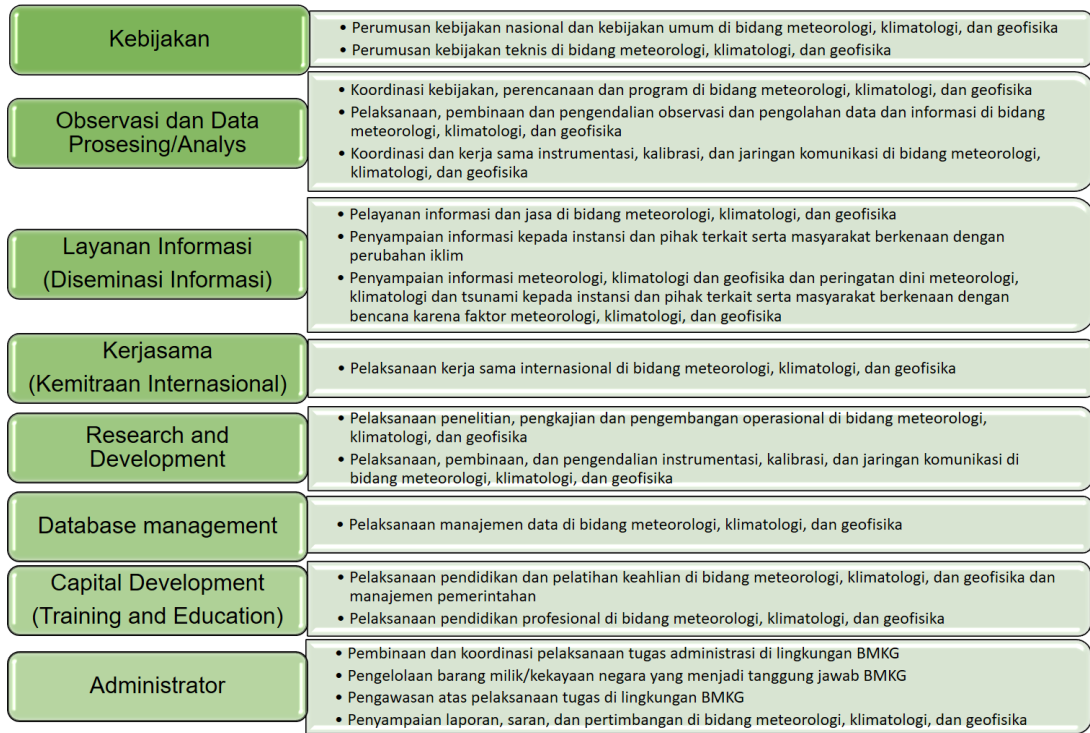 Kebijakan
• Perumusan kebijakan nasional dan kebijakan umum di bidang meteorologi, klimatologi, dan geofisika
• Perumusan kebijakan teknis di bidang meteorologi, klimatologi, dan geofisika
Observasi dan Data
Prosesing/Analys
• Koordinasi kebijakan, perencanaan dan program di bidang meteorologi, klimatologi, dan geofisika
• Pelaksanaan, pembinaan dan pengendalian observasi dan pengolahan data dan informasi di bidang
meteorologi, klimatologi, dan geofisika
• Koordinasi dan kerja sama instrumentasi, kalibrasi, dan jaringan komunikasi di bidang meteorologi,
klimatologi, dan geofisika
Layanan Informasi
(Diseminasi Informasi)
• Pelayanan informasi dan jasa di bidang meteorologi, klimatologi, dan geofisika
• Penyampaian informasi kepada instansi dan pihak terkait serta masyarakat berkenaan dengan
perubahan iklim
• Penyampaian informasi meteorologi, klimatologi dan geofisika dan peringatan dini meteorologi,
klimatologi dan tsunami kepada instansi dan pihak terkait serta masyarakat berkenaan dengan
bencana karena faktor meteorologi, klimatologi, dan geofisika
Kerjasama
(Kemitraan Internasional)
• Pelaksanaan kerja sama internasional di bidang meteorologi, klimatologi, dan geofisika
Research and
Development
• Pelaksanaan penelitian, pengkajian dan pengembangan operasional di bidang meteorologi,
klimatologi, dan geofisika
• Pelaksanaan, pembinaan, dan pengendalian instrumentasi, kalibrasi, dan jaringan komunikasi di
bidang meteorologi, klimatologi, dan geofisika
Database management
• Pelaksanaan manajemen data di bidang meteorologi, klimatologi, dan geofisika
Capital Development
(Training and Education)
• Pelaksanaan pendidikan dan pelatihan keahlian di bidang meteorologi, klimatologi, dan geofisika dan
manajemen pemerintahan
• Pelaksanaan pendidikan profesional di bidang meteorologi, klimatologi, dan geofisika
Administrator
• Pembinaan dan koordinasi pelaksanaan tugas administrasi di lingkungan BMKG
• Pengelolaan barang milik/kekayaan negara yang menjadi tanggung jawab BMKG
• Pengawasan atas pelaksanaan tugas di lingkungan BMKG
• Penyampaian laporan, saran, dan pertimbangan di bidang meteorologi, klimatologi, dan geofisika